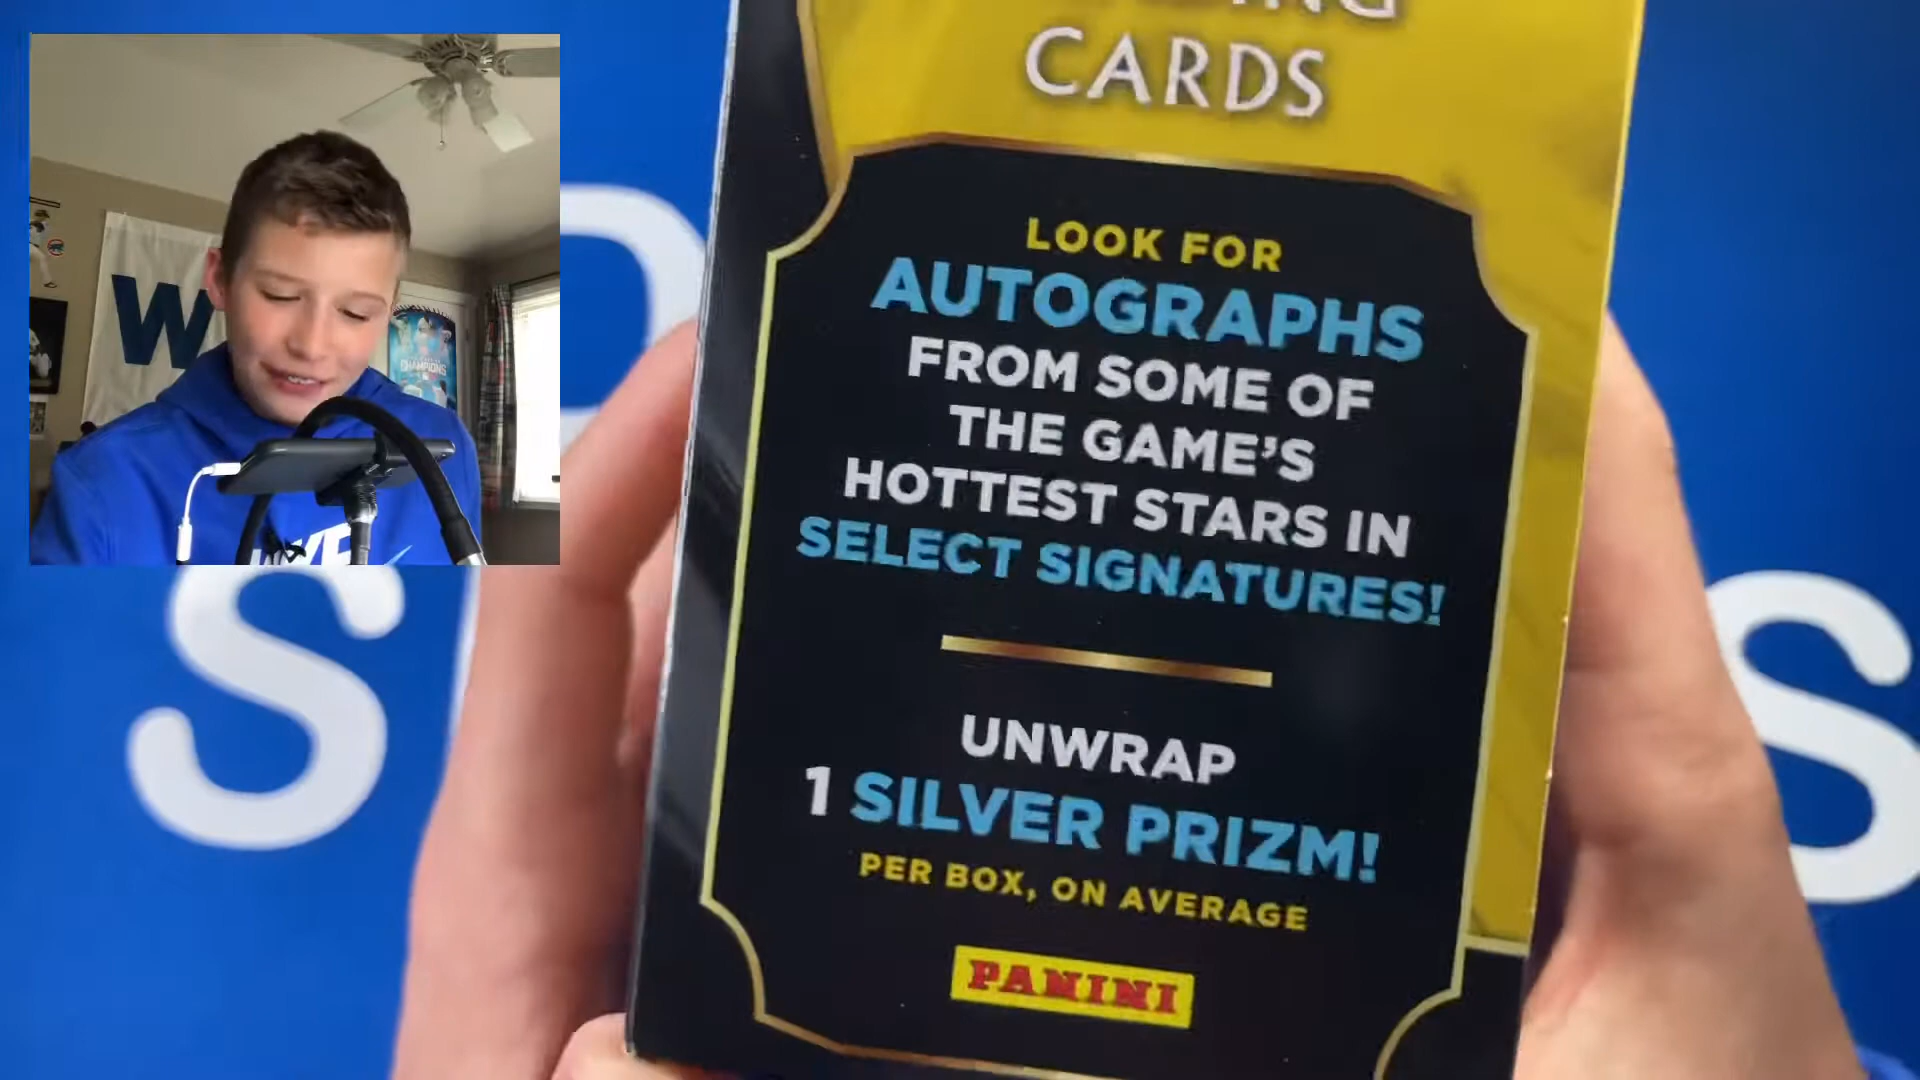 CARDS
LOOK FOR
AUTOGRAPHS
FROM SOME OF
THE GAME'S
HOTTEST STARS IN
SELECT SIGNATURES!
UNWRAP
1 SILVER PRIZM!
PER BOX, ON AVERAGE
PANINI
W
CHAMPIONS
S
S